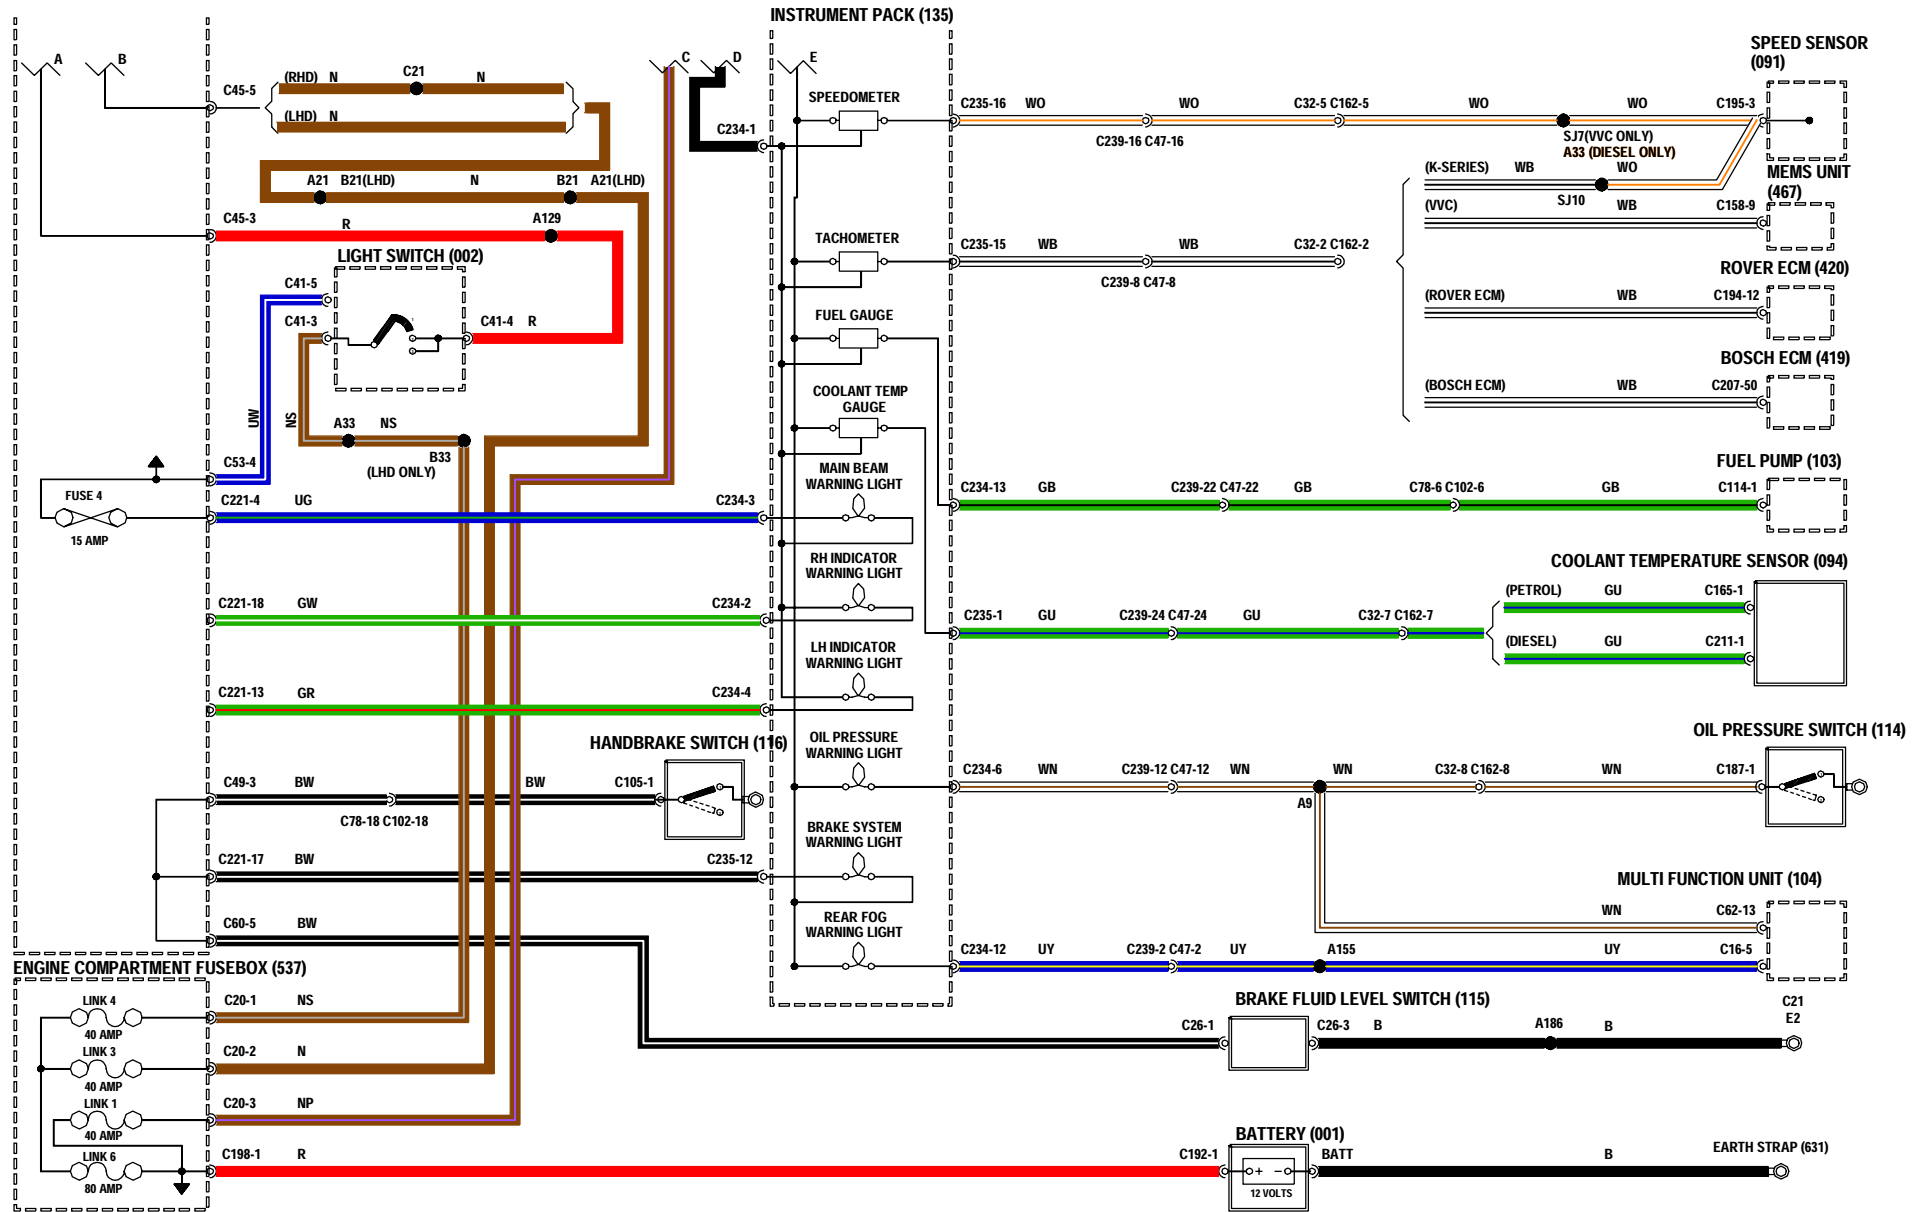 INSTRUMENT PACK (135)
A
B
C
D
E
(RHD) N
C21
N
C45-5
(LHD) N
C234-1
SPEEDOMETER
C235-16 WO
WO
C32-5 C162-5
WO
WO
C195-3
SPEED SENSOR
(091)
C239-16 C47-16
SJ7(VVC ONLY)
A33 (DIESEL ONLY)
A21 B21(LHD)
N
B21 A21(LHD)
(K-SERIES) WB
WO
SJ10
MEMS UNIT
(467)
(VVC)
WB
C158-9
C45-3
R
A129
LIGHT SWITCH (002)
TACHOMETER
C235-15 WB
WB
C32-2 C162-2
C239-8 C47-8
ROVER ECM (420)
(ROVER ECM)
WB
C194-12
C41-5
C41-3
C41-4 R
FUEL GAUGE
BOSCH ECM (419)
(BOSCH ECM)
WB
C207-50
COOLANT TEMP
GAUGE
UW
NS
A33
NS
B33
(LHD ONLY)
C53-4
FUSE 4
15 AMP
C221-4
UG
C234-3
MAIN BEAM
WARNING LIGHT
C234-13 GB
C239-22 C47-22
GB
C78-6 C102-6
GB
C114-1
FUEL PUMP (103)
RH INDICATOR
WARNING LIGHT
C221-18
GW
C234-2
C235-1
GU
C239-24 C47-24
GU
C32-7 C162-7
COOLANT TEMPERATURE SENSOR (094)
(PETROL)
GU
C165-1
(DIESEL)
GU
C211-1
LH INDICATOR
WARNING LIGHT
C221-13
GR
C234-4
HANDBRAKE SWITCH (116)
OIL PRESSURE
WARNING LIGHT
C49-3
BW
BW
C105-1
C78-18 C102-18
C234-6
WN
C239-12 C47-12
WN
WN
A9
C32-8 C162-8
WN
C187-1
OIL PRESSURE SWITCH (114)
BRAKE SYSTEM
WARNING LIGHT
C221-17
BW
C235-12
MULTI FUNCTION UNIT (104)
WN
C62-13
C60-5
BW
REAR FOG
WARNING LIGHT
C234-12
UY
C239-2 C47-2
UY
A155
UY
C16-5
ENGINE COMPARTMENT FUSEBOX (537)
LINK 4
40 AMP
C20-1
NS
LINK 3
40 AMP
C20-2
N
LINK 1
40 AMP
C20-3
NP
LINK 6
80 AMP
C198-1
R
BRAKE FLUID LEVEL SWITCH (115)
C26-1
C26-3
B
A186
B
C21
E2
BATTERY (001)
C192-1
+ -
12 VOLTS
BATT
B
EARTH STRAP (631)